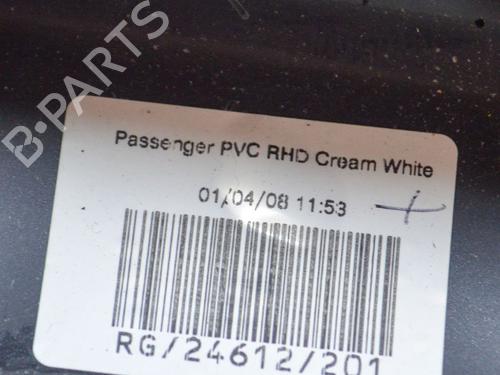 B-PARTS
Passenger PVC RHD Cream White
01/04/08 11:53
RG/24612/201